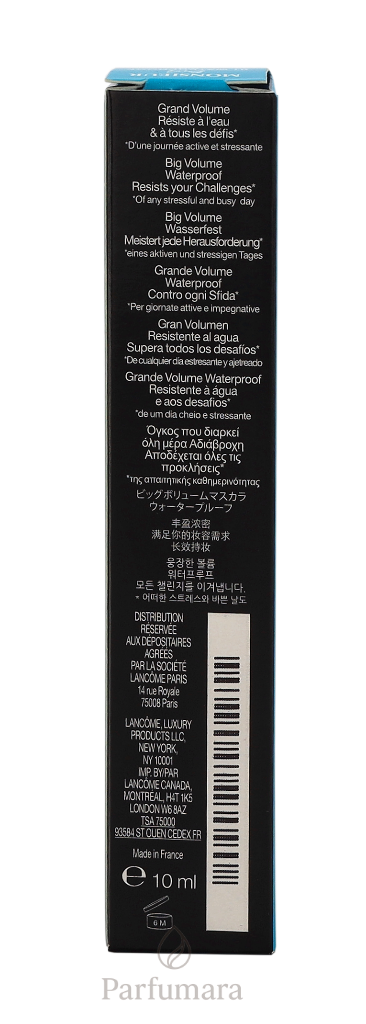 MONSIEUR
Grand Volume
Résiste à l'eau
& à tous les défis*
*D'une journée active et stressante
Big Volume
Waterproof
Resists your Challenges*
*Of any stressful and busy day
Big Volume
Wasserfest
Meistert jede Herausforderung*
*eines aktiven und stressigen Tages
Grande Volume
Waterproof
Contro ogni Sfida*
*Per giornate attive e impegnative
Gran Volumen
Resistente al agua
Supera todos los desafíos*
*De cualquier día estresante y ajetreado
Grande Volume Waterproof
Resistente à água
e aos desafios*
*de um dia cheio e stressante
Όγκος που διαρκεί
όλη μέρα Αδιάβροχη
Αποδέχεται όλες τις
προκλήσεις*
*της απαιτητικής καθημερινότητας
ビッグボリュームマスカラ
ウォータープルーフ
丰盈浓密
满足你的妆容需求
长效持妆
웅장한 볼륨
워터프루프
모든 챌린지를 이겨냅니다.
* 어떠한 스트레스와 바쁜 날도
DISTRIBUTION
RÉSERVÉE
AUX DÉPOSITAIRES
AGRÉÉS
PAR LA SOCIÉTÉ
LANCÔME PARIS
14 rue Royale
75008 Paris
LANCÔME, LUXURY
PRODUCTS LLC,
NEW YORK,
NY 10001
IMP. BY/PAR
LANCÔME CANADA,
MONTREAL, H4T 1K5
LONDON W6 8AZ
TSA 75000
93584 ST OUEN CEDEX FR
Made in France
℮ 10 ml
6 M
Parfumara